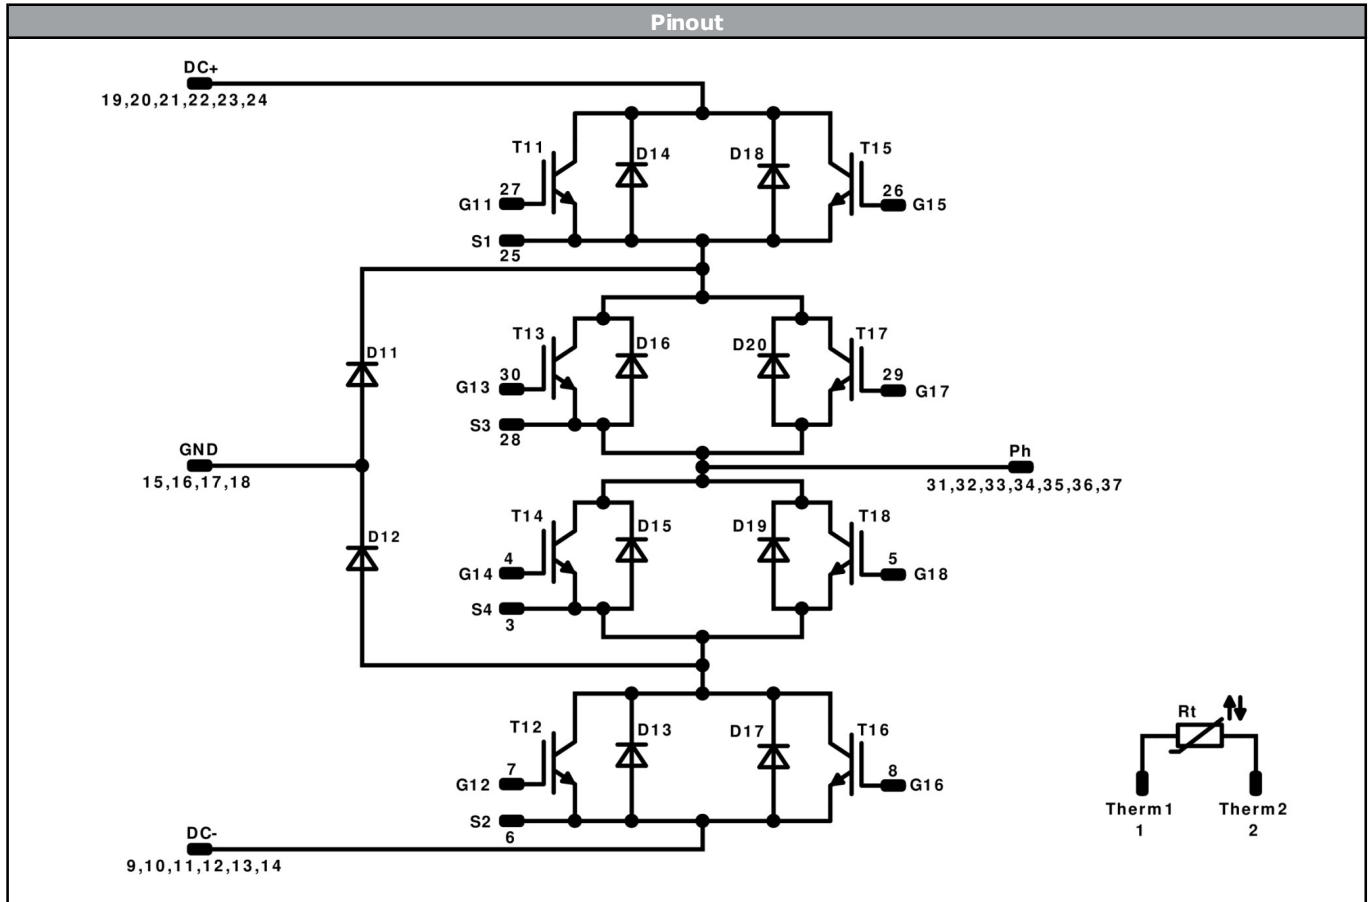 Pinout
DC+
19,20,21,22,23,24
T11
D14
D18
T15
27
G11
26
G15
S1
25
T13
D16
D20
T17
D11
30
G13
29
G17
S3
28
GND
15,16,17,18
Ph
31,32,33,34,35,36,37
T14
D15
D19
T18
D12
4
G14
5
G18
S4
3
T12
D13
D17
T16
Rt
7
G12
8
G16
S2
6
Therm1
1
Therm2
2
DC-
9,10,11,12,13,14